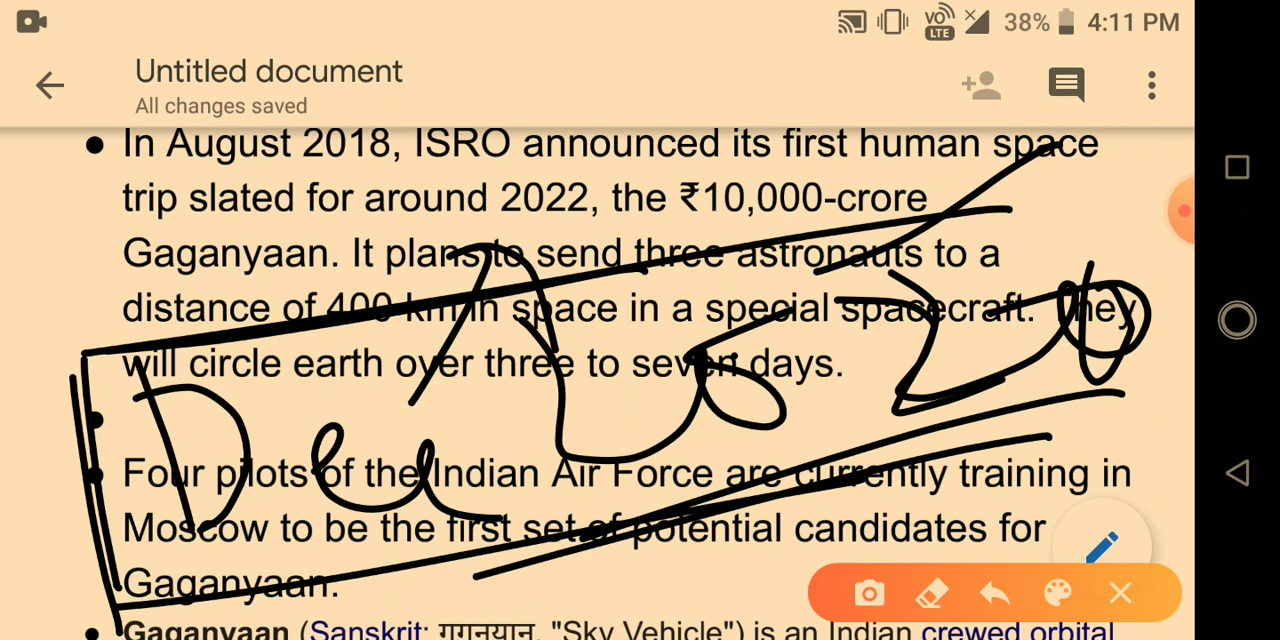 38% 4:11 PM
VO LTE
Untitled document
All changes saved
● In August 2018, ISRO announced its first human space
trip slated for around 2022, the ₹10,000-crore
Gaganyaan. It plans to send three astronauts to a
distance of 400 km in space in a special spacecraft. They
will circle earth over three to seven days.
●
● Four pilots of the Indian Air Force are currently training in
Moscow to be the first set of potential candidates for
Gaganyaan.
● Gaganyaan (Sanskrit: गगनयान, "Sky Vehicle") is an Indian crewed orbital